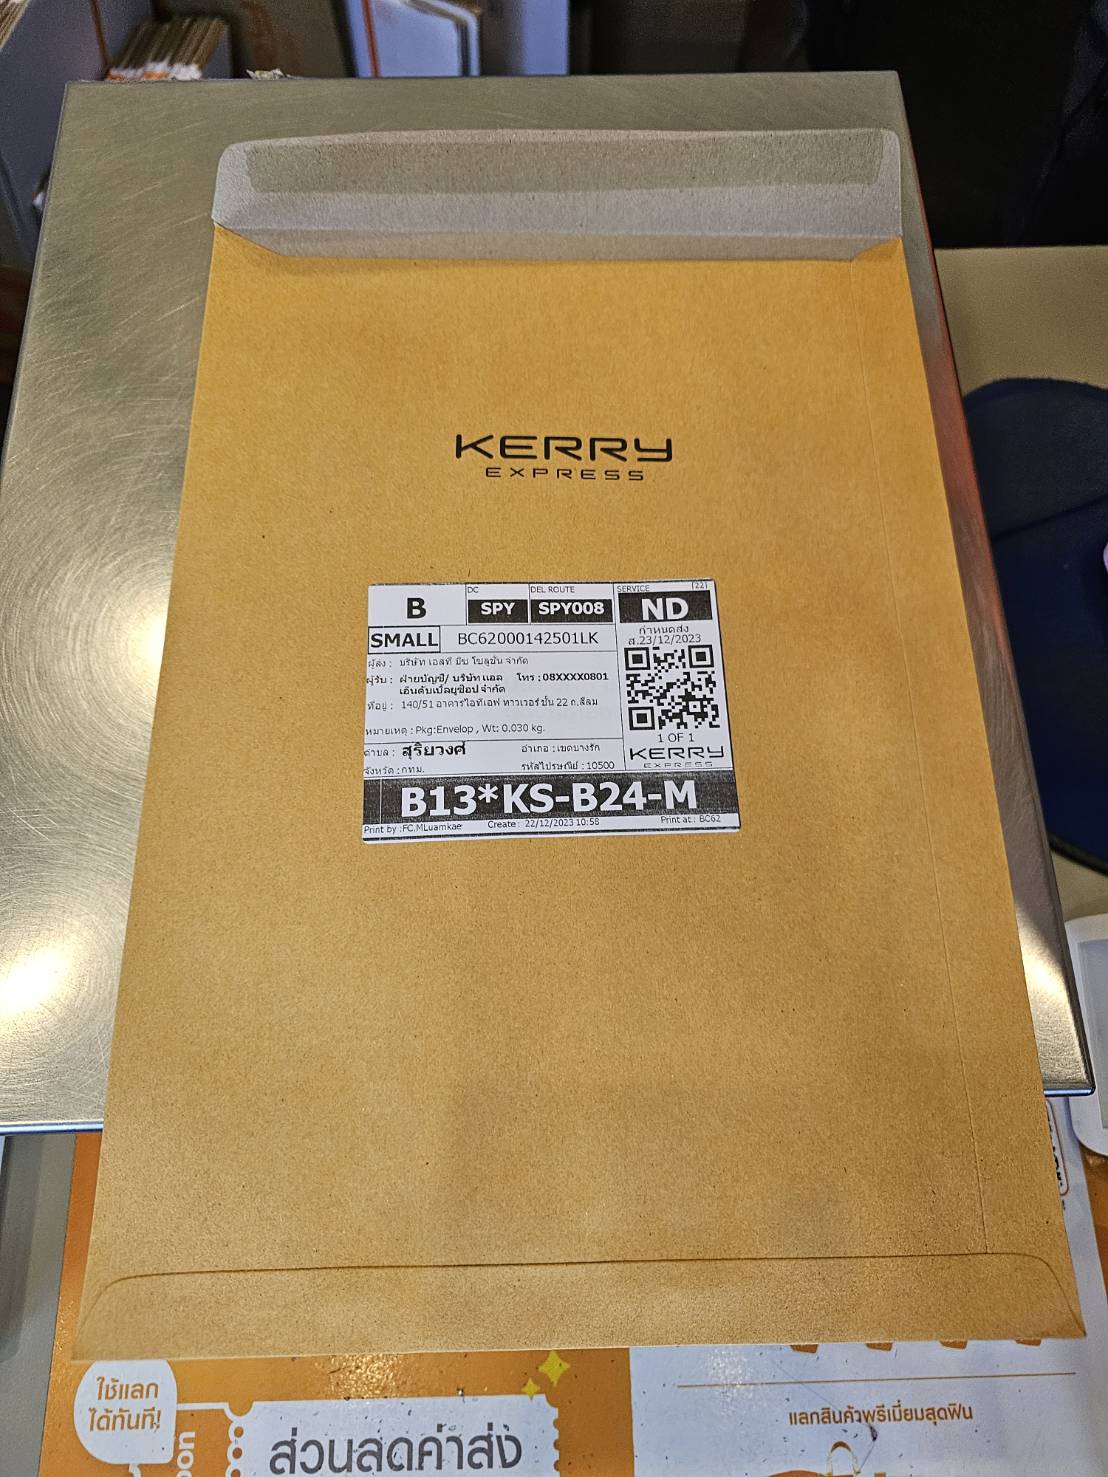 KERRY
EXPRESS
B
DC
SPY
DEL ROUTE
SPY008
SERVICE
(22)
ND
SMALL
BC62000142501LK
กำหนดส่ง
ส.23/12/2023
ผู้ส่ง : บริษัท เอสที มีน โซลูชั่น จำกัด
ผู้รับ : ฝ่ายบัญชี/ บริษัท แอล โทร : 08XXXX0801
เอ็นดับเบิ้ลยูช็อป จำกัด
ที่อยู่ : 140/51 อาคารไอทีเอฟ ทาวเวอร์ ชั้น 22 ถ.สีลม
หมายเหตุ : Pkg:Envelop , Wt: 0.030 kg.
1 OF 1
KERRY
EXPRESS
ตำบล : สุริยวงศ์ อำเภอ : เขตบางรัก
จังหวัด : กทม. รหัสไปรษณีย์ : 10500
B13*KS-B24-M
Print by :FC.MLuamkae Create : 22/12/2023 10:58 Print at : BC62
ใช้แลก
ได้ทันที!
ส่วนลดค่าส่ง
แลกสินค้าพรีเมี่ยมสุดฟิน